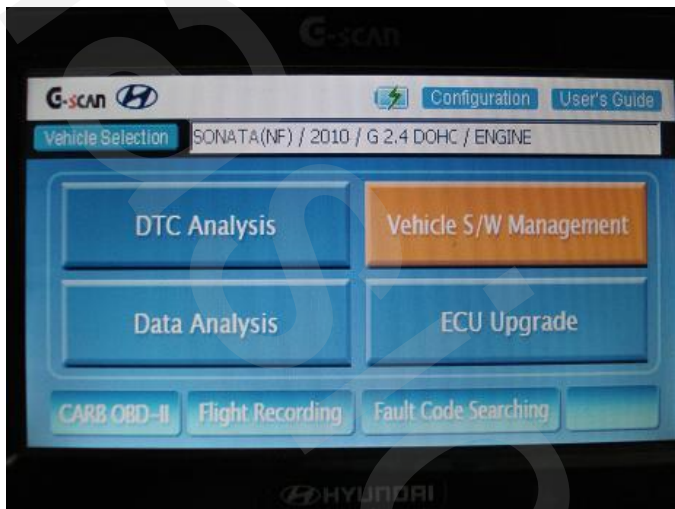 G-scan
G-scan Configuration User's Guide
Vehicle Selection SONATA(NF) / 2010 / G 2.4 DOHC / ENGINE
DTC Analysis Vehicle S/W Management
Data Analysis ECU Upgrade
CARB OBD-II Flight Recording Fault Code Searching
HYUNDAI